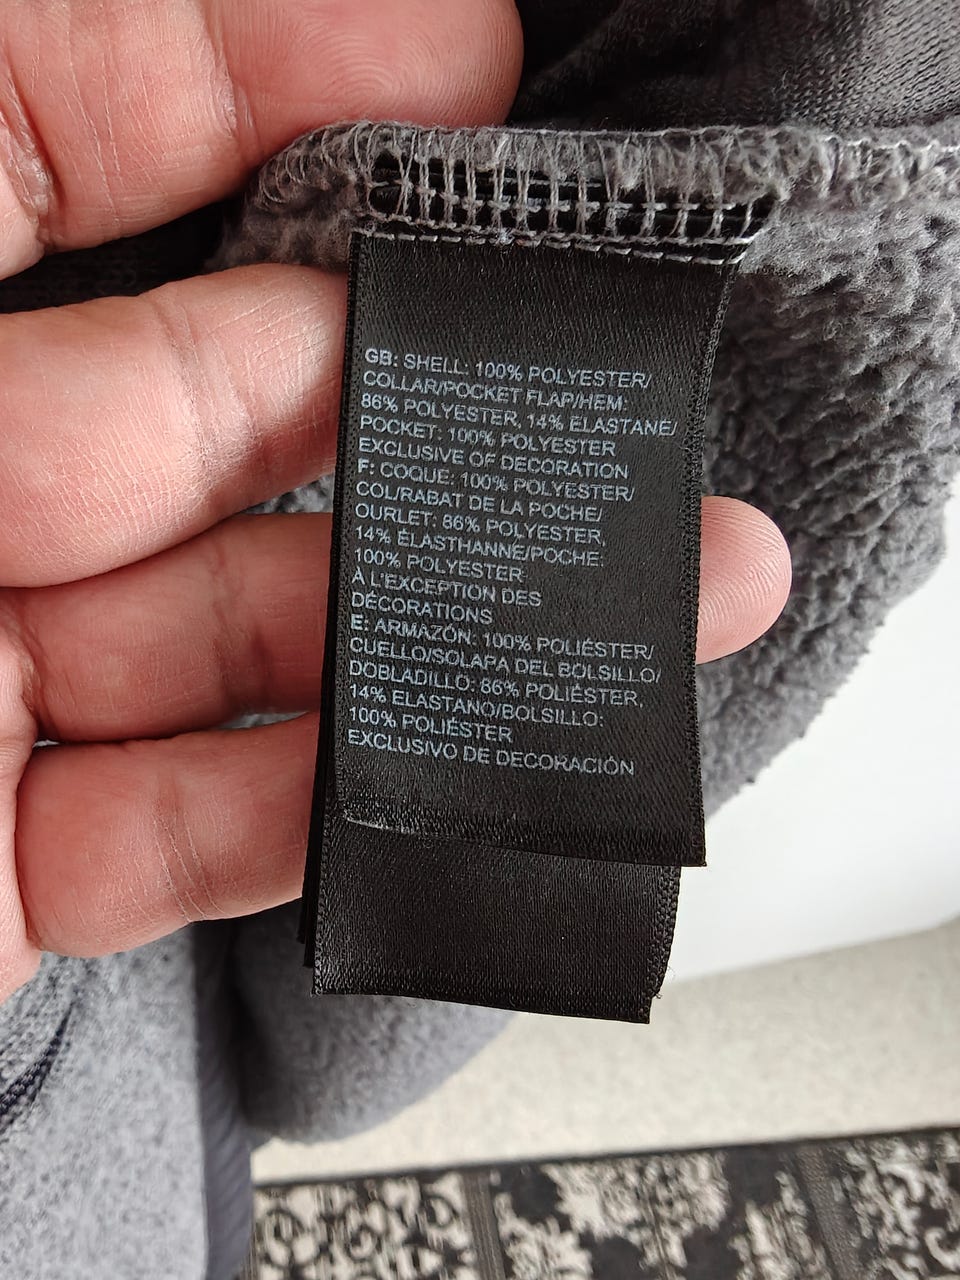 GB: SHELL: 100% POLYESTER/
COLLAR/POCKET FLAP/HEM:
86% POLYESTER, 14% ELASTANE/
POCKET: 100% POLYESTER
EXCLUSIVE OF DECORATION
F: COQUE: 100% POLYESTER/
COL/RABAT DE LA POCHE/
OURLET: 86% POLYESTER,
14% ÉLASTHANNE/POCHE:
100% POLYESTER
À L'EXCEPTION DES
DÉCORATIONS
E: ARMAZÓN: 100% POLIÉSTER/
CUELLO/SOLAPA DEL BOLSILLO/
DOBLADILLO: 86% POLIÉSTER,
14% ELASTANO/BOLSILLO:
100% POLIÉSTER
EXCLUSIVO DE DECORACIÓN